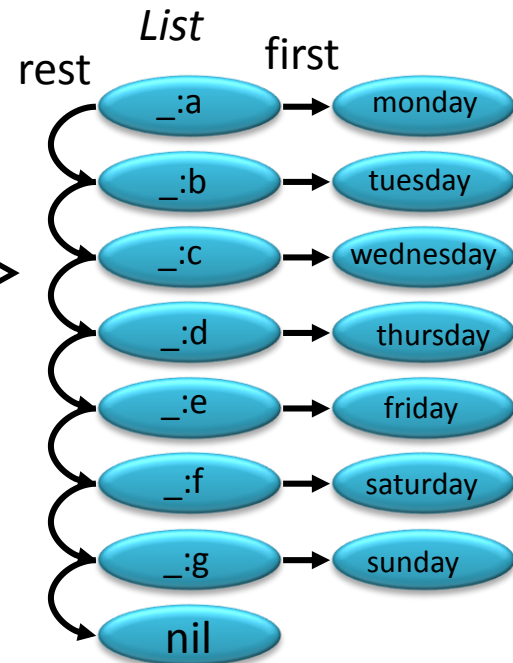 List
rest first
_:a monday
_:b tuesday
_:c wednesday
_:d thursday
_:e friday
_:f saturday
_:g sunday
nil